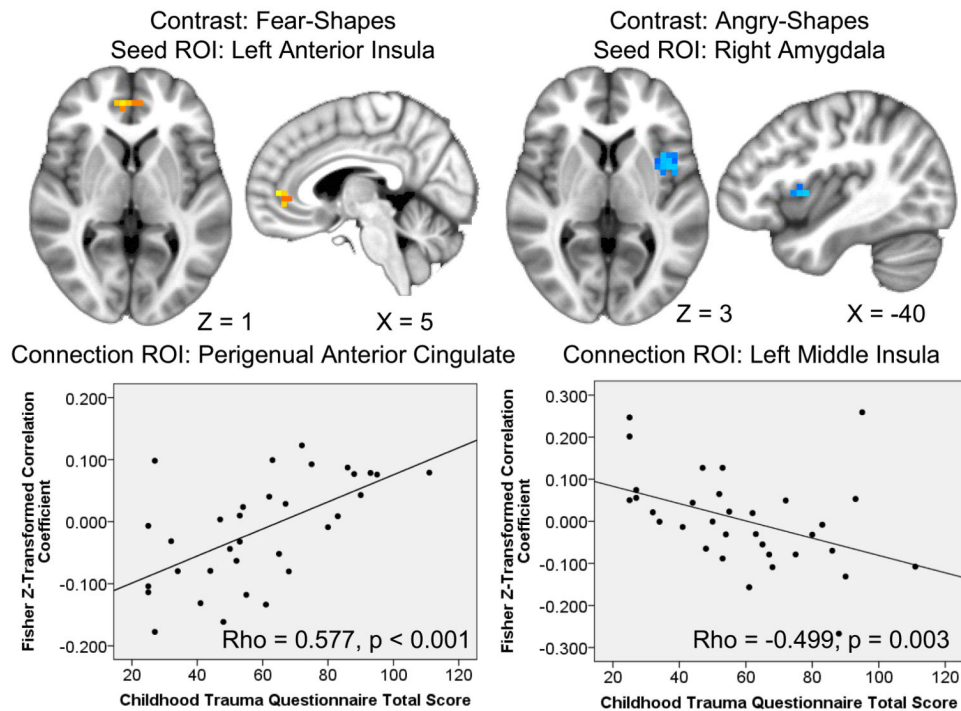 Contrast: Fear-Shapes
Seed ROI: Left Anterior Insula
Z = 1
X = 5
Connection ROI: Perigenual Anterior Cingulate
Fisher Z-Transformed Correlation
Coefficient
0.200
0.100
0.000
-0.100
-0.200
Rho = 0.577, p < 0.001
20 40 60 80 100 120
Childhood Trauma Questionnaire Total Score
Contrast: Angry-Shapes
Seed ROI: Right Amygdala
Z = 3
X = -40
Connection ROI: Left Middle Insula
Fisher Z-Transformed Correlation
Coefficient
0.300
0.200
0.100
0.000
-0.100
-0.200
-0.300
Rho = -0.499, p = 0.003
20 40 60 80 100 120
Childhood Trauma Questionnaire Total Score